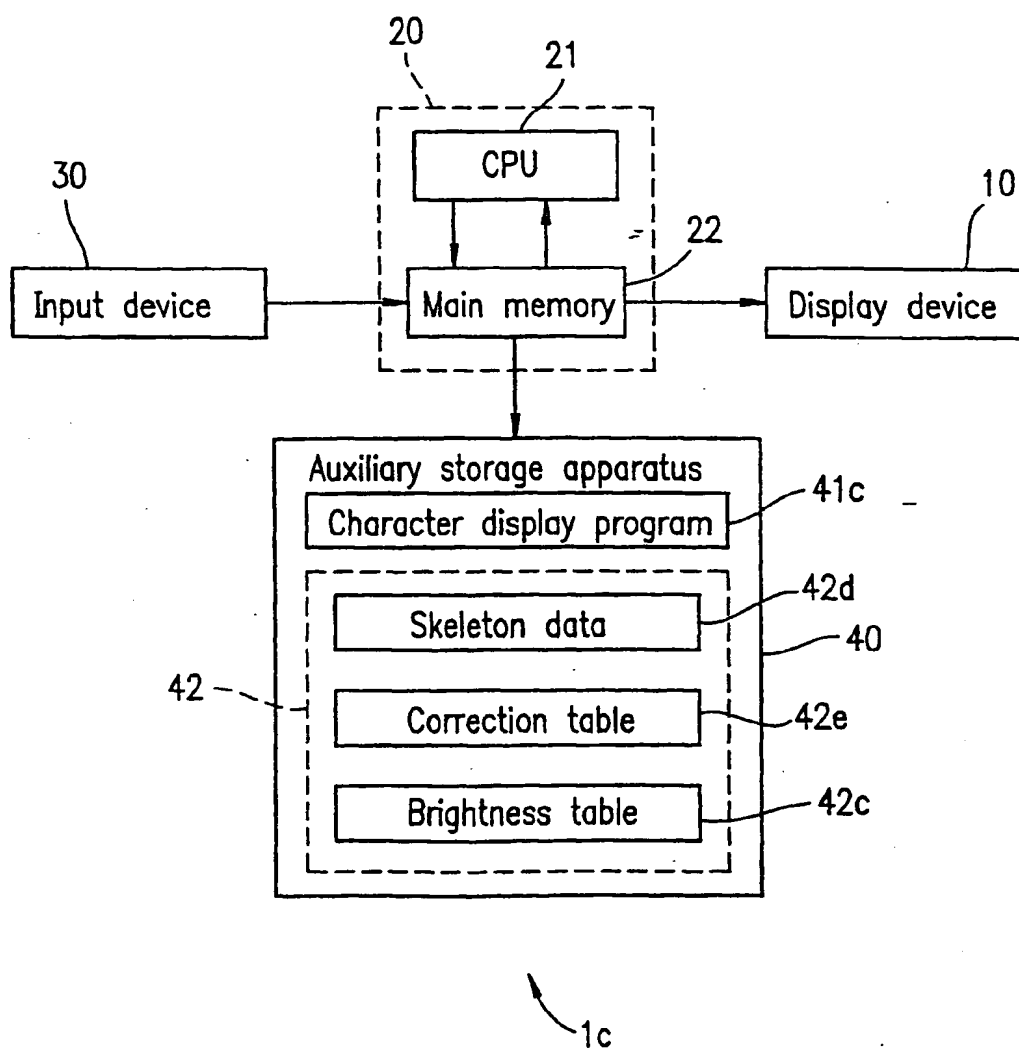 20
21
CPU
30
10
22
Input device
Main memory
Display device
Auxiliary storage apparatus
41c
Character display program
42d
Skeleton data
40
42
Correction table
42e
Brightness table
42c
1c